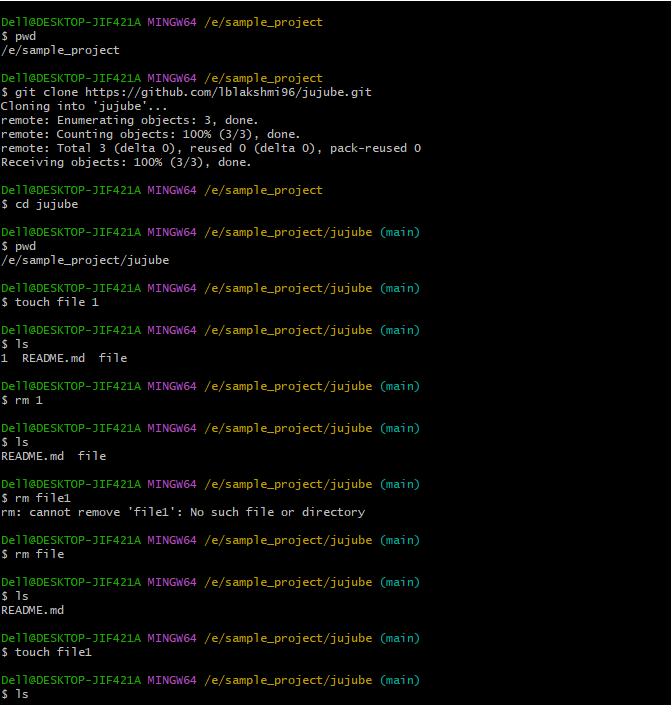 Dell@DESKTOP-JIF421A MINGW64 /e/sample_project
$ pwd
/e/sample_project
Dell@DESKTOP-JIF421A MINGW64 /e/sample_project
$ git clone https://github.com/lblakshmi96/jujube.git
Cloning into 'jujube'...
remote: Enumerating objects: 3, done.
remote: Counting objects: 100% (3/3), done.
remote: Total 3 (delta 0), reused 0 (delta 0), pack-reused 0
Receiving objects: 100% (3/3), done.
Dell@DESKTOP-JIF421A MINGW64 /e/sample_project
$ cd jujube
Dell@DESKTOP-JIF421A MINGW64 /e/sample_project/jujube (main)
$ pwd
/e/sample_project/jujube
Dell@DESKTOP-JIF421A MINGW64 /e/sample_project/jujube (main)
$ touch file 1
Dell@DESKTOP-JIF421A MINGW64 /e/sample_project/jujube (main)
$ ls
1  README.md  file
Dell@DESKTOP-JIF421A MINGW64 /e/sample_project/jujube (main)
$ rm 1
Dell@DESKTOP-JIF421A MINGW64 /e/sample_project/jujube (main)
$ ls
README.md  file
Dell@DESKTOP-JIF421A MINGW64 /e/sample_project/jujube (main)
$ rm file1
rm: cannot remove 'file1': No such file or directory
Dell@DESKTOP-JIF421A MINGW64 /e/sample_project/jujube (main)
$ rm file
Dell@DESKTOP-JIF421A MINGW64 /e/sample_project/jujube (main)
$ ls
README.md
Dell@DESKTOP-JIF421A MINGW64 /e/sample_project/jujube (main)
$ touch file1
Dell@DESKTOP-JIF421A MINGW64 /e/sample_project/jujube (main)
$ ls